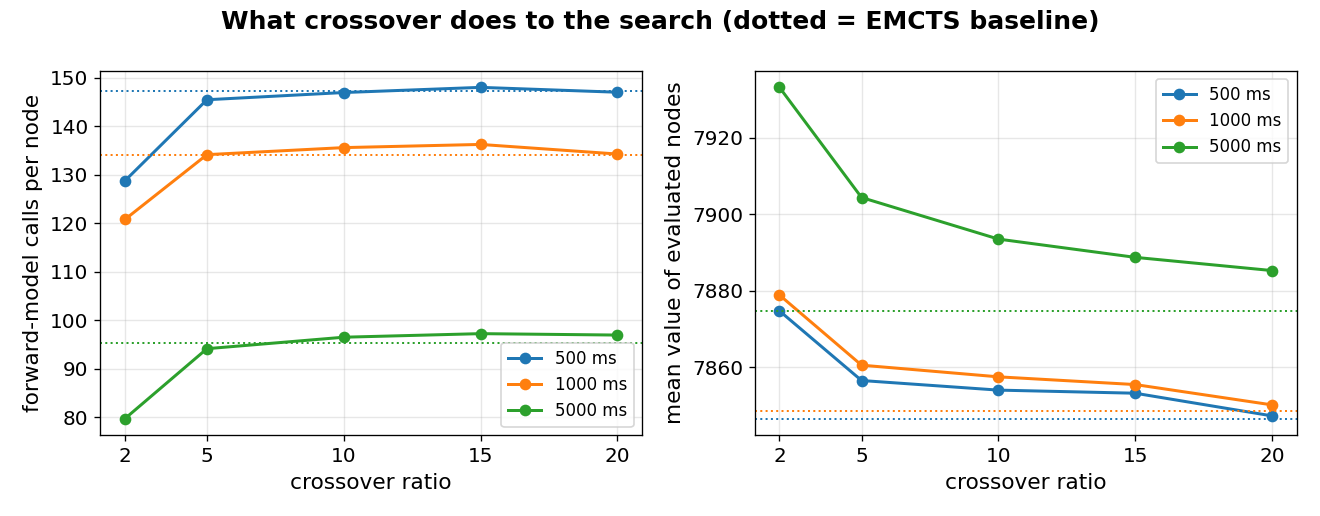 What crossover does to the search (dotted = EMCTS baseline)
forward-model calls per node
150
140
130
120
110
100
90
80
2 5 10 15 20
crossover ratio
500 ms
1000 ms
5000 ms
mean value of evaluated nodes
7920
7900
7880
7860
2 5 10 15 20
crossover ratio
500 ms
1000 ms
5000 ms